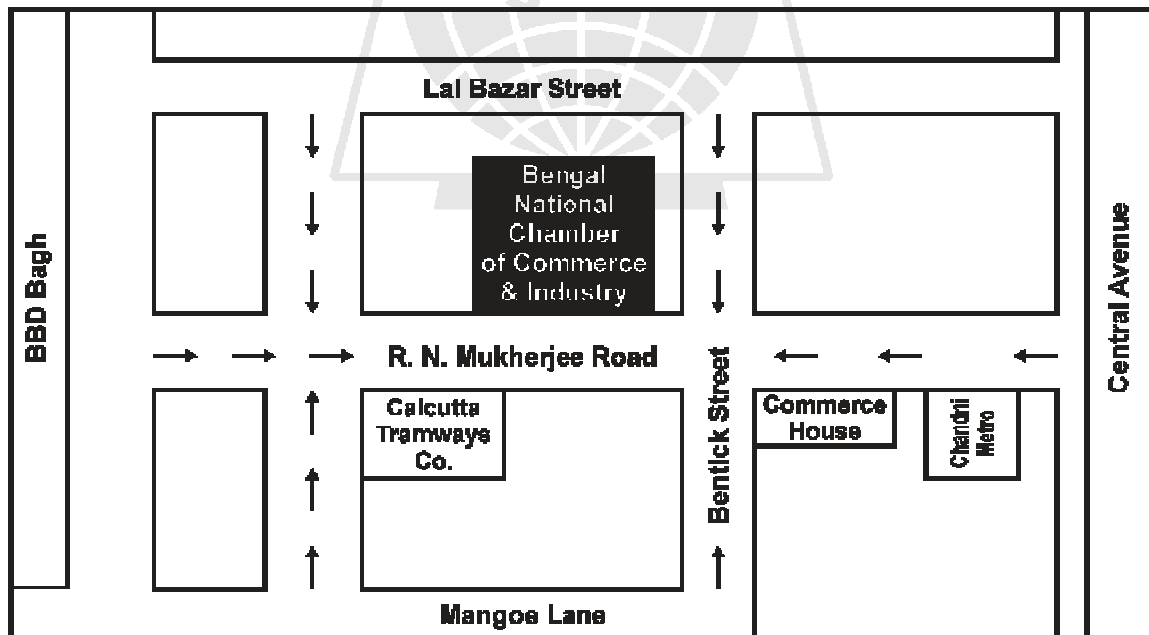 Lal Bazar Street
Bengal
National
Chamber
of Commerce
& Industry
BBD Bagh
Central Avenue
R. N. Mukherjee Road
Bentick Street
Calcutta
Tramways
Co.
Commerce
House
Chandni
Metro
Mangoe Lane